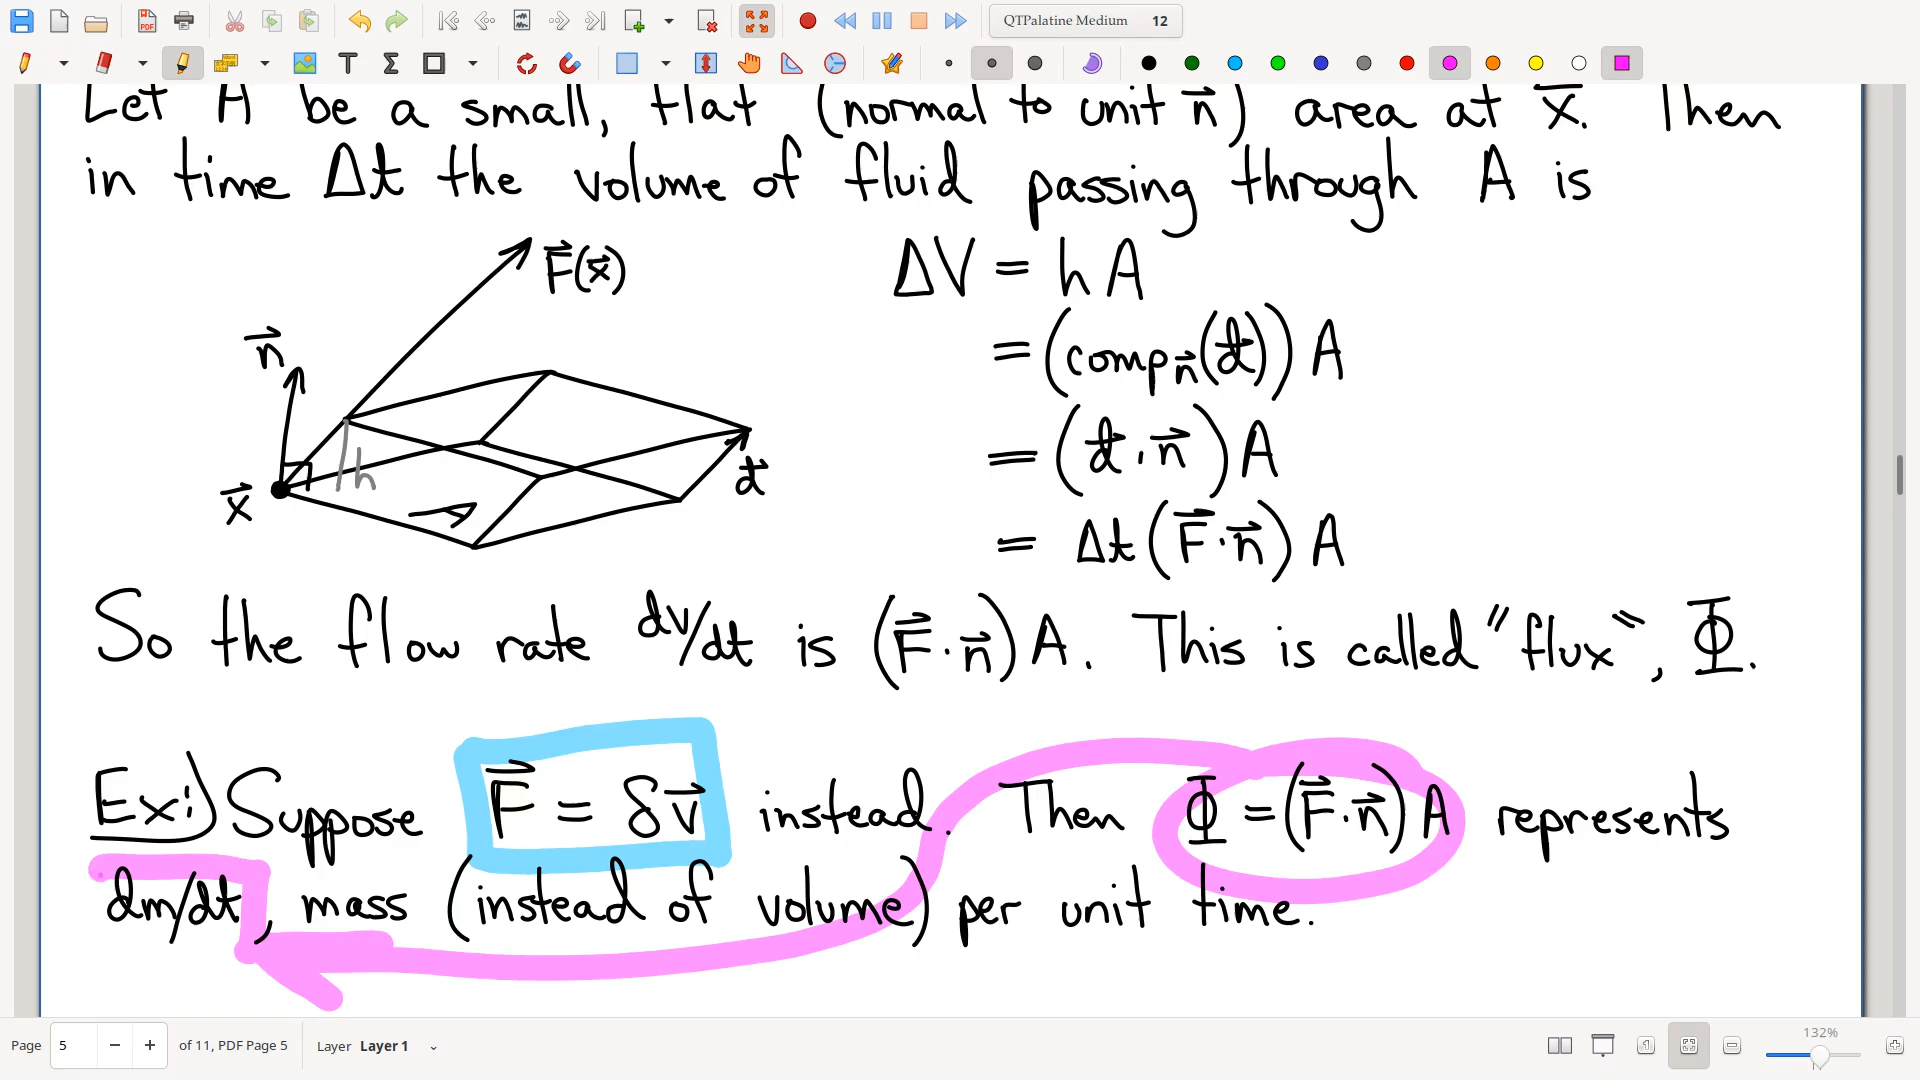 QTPalatine Medium 12
Let A be a small, flat (normal to unit n⃗) area at x⃗. Then
in time Δt the volume of fluid passing through A is
F⃗(x⃗)
ΔV = hA
n⃗
= (comp_n⃗(d⃗)) A
h
= (d⃗·n⃗) A
x⃗
A
d⃗
= Δt(F⃗·n⃗) A
So the flow rate dV/dt is (F⃗·n⃗)A. This is called "flux", Φ.
Ex:) Suppose F⃗ = δv⃗ instead. Then Φ = (F⃗·n⃗) A represents
dm/dt, mass (instead of volume) per unit time.
Page 5 − + of 11, PDF Page 5 Layer Layer 1
132%